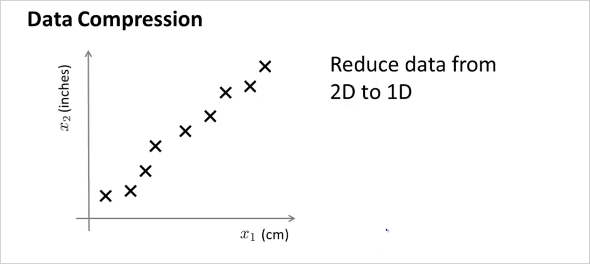 Data Compression
x₂ (inches)
Reduce data from
2D to 1D
x₁ (cm)